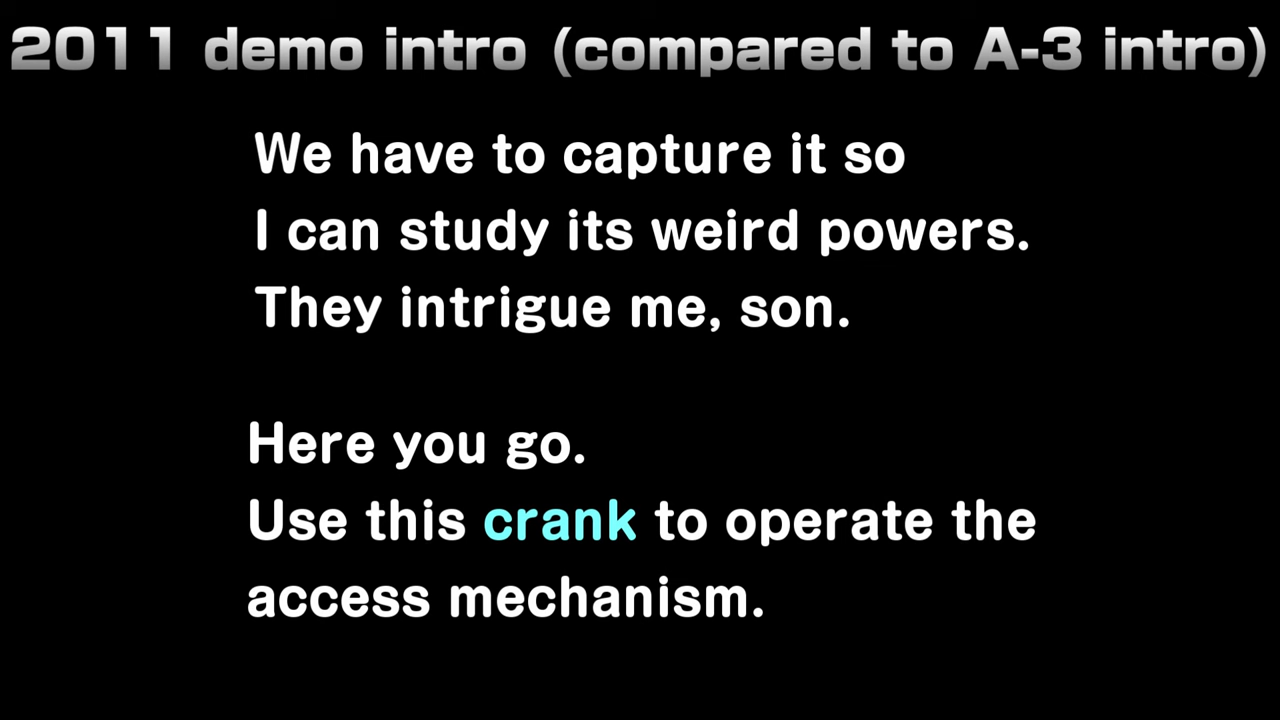 2011 demo intro (compared to A-3 intro)
We have to capture it so
I can study its weird powers.
They intrigue me, son.
Here you go.
Use this crank to operate the
access mechanism.